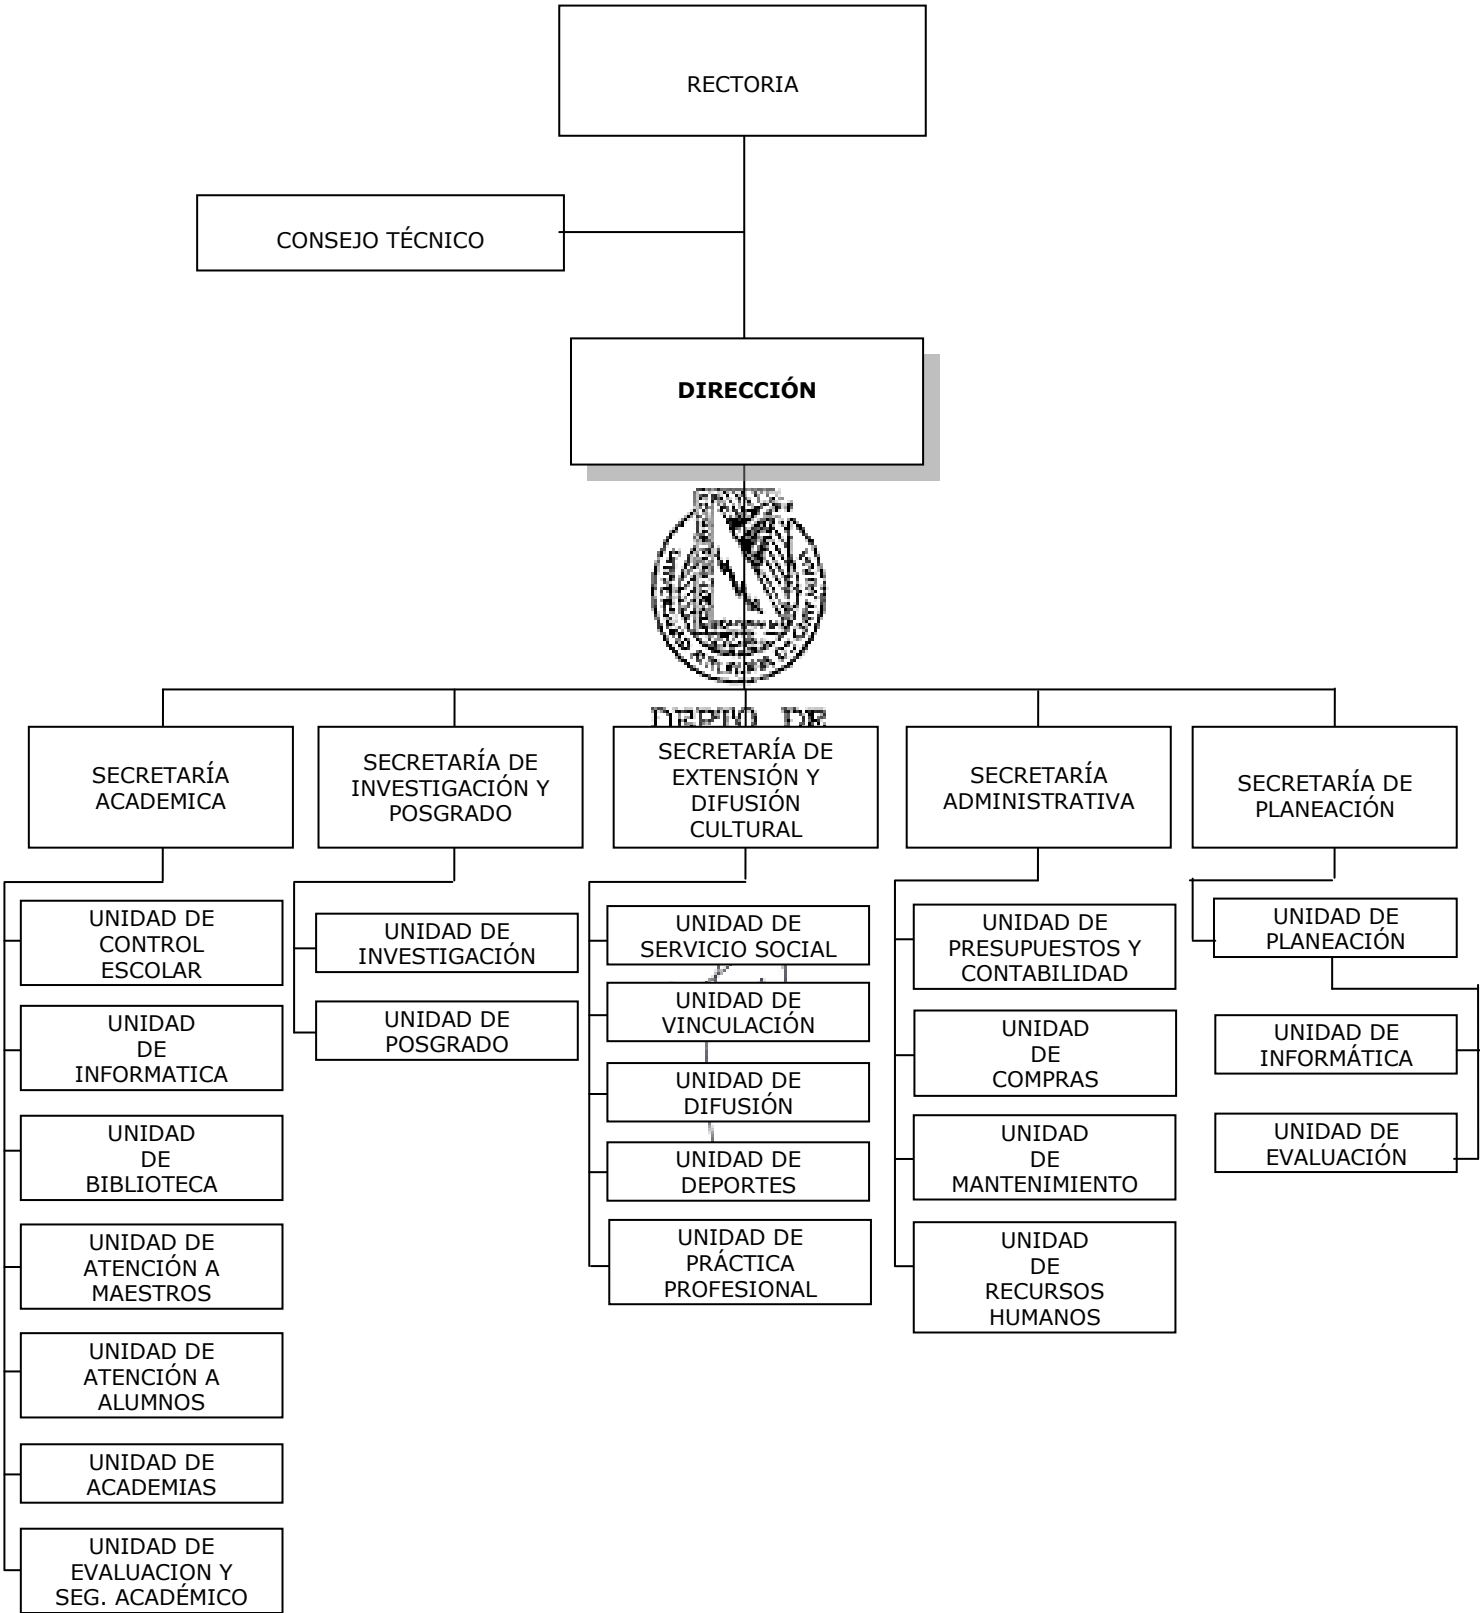 RECTORIA
CONSEJO TÉCNICO
DIRECCIÓN
DEPTO DE
SECRETARÍA
ACADEMICA
SECRETARÍA DE
INVESTIGACIÓN Y
POSGRADO
SECRETARÍA DE
EXTENSIÓN Y
DIFUSIÓN
CULTURAL
SECRETARÍA
ADMINISTRATIVA
SECRETARÍA DE
PLANEACIÓN
UNIDAD DE
CONTROL
ESCOLAR
UNIDAD
DE
INFORMATICA
UNIDAD
DE
BIBLIOTECA
UNIDAD DE
ATENCIÓN A
MAESTROS
UNIDAD DE
ATENCIÓN A
ALUMNOS
UNIDAD DE
ACADEMIAS
UNIDAD DE
EVALUACION Y
SEG. ACADÉMICO
UNIDAD DE
INVESTIGACIÓN
UNIDAD DE
POSGRADO
UNIDAD DE
SERVICIO SOCIAL
UNIDAD DE
VINCULACIÓN
UNIDAD DE
DIFUSIÓN
UNIDAD DE
DEPORTES
UNIDAD DE
PRÁCTICA
PROFESIONAL
UNIDAD DE
PRESUPUESTOS Y
CONTABILIDAD
UNIDAD
DE
COMPRAS
UNIDAD
DE
MANTENIMIENTO
UNIDAD
DE
RECURSOS
HUMANOS
UNIDAD DE
PLANEACIÓN
UNIDAD DE
INFORMÁTICA
UNIDAD DE
EVALUACIÓN